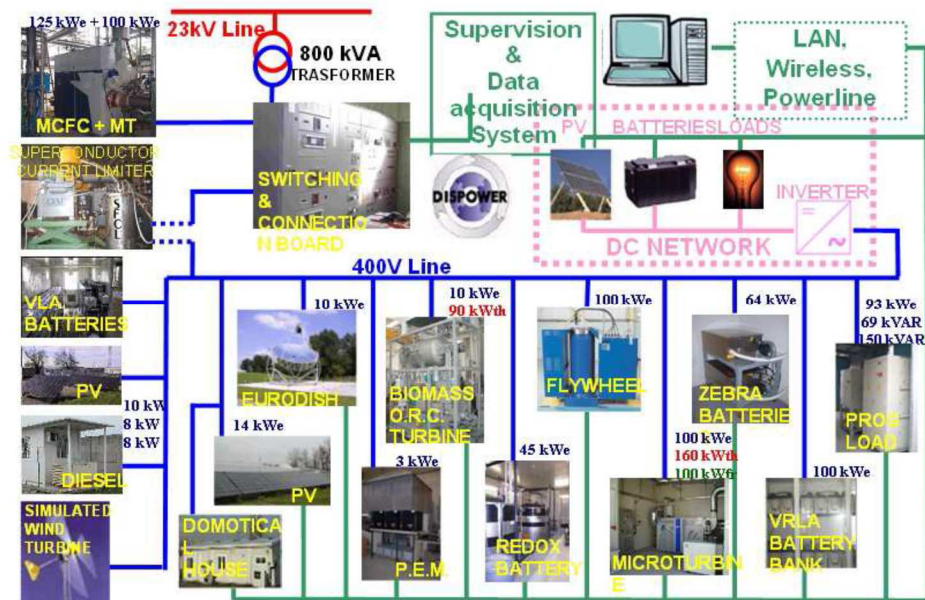 125 kWe + 100 kWe
MCFC + MT
23kV Line
800 kVA
TRASFORMER
Supervision
&
Data
acquisition
System
LAN,
Wireless,
Powerline
SUPERCONDUCTOR
CURRENT LIMITER
SFCL
SWITCHING
&
CONNECTIO
N BOARD
DISPOWER
PV BATTERIESLOADS
INVERTER
DC NETWORK
400V Line
VLA
BATTERIES
PV
10 kW
8 kW
8 kW
DIESEL
SIMULATED
WIND
TURBINE
10 kWe
EURODISH
14 kWe
PV
DOMOTICA
L
HOUSE
10 kWe
90 kWth
BIOMASS
O.R.C.
TURBINE
3 kWe
P.E.M.
45 kWe
REDOX
BATTERY
100 kWe
FLYWHEEL
64 kWe
ZEBRA
BATTERIE
100 kWe
160 kWth
100 kWfr
MICROTURBIN
E
93 kWe
69 kVAR
150 kVAR
PROG
LOAD
100 kWe
VRLA
BATTERY
BANK